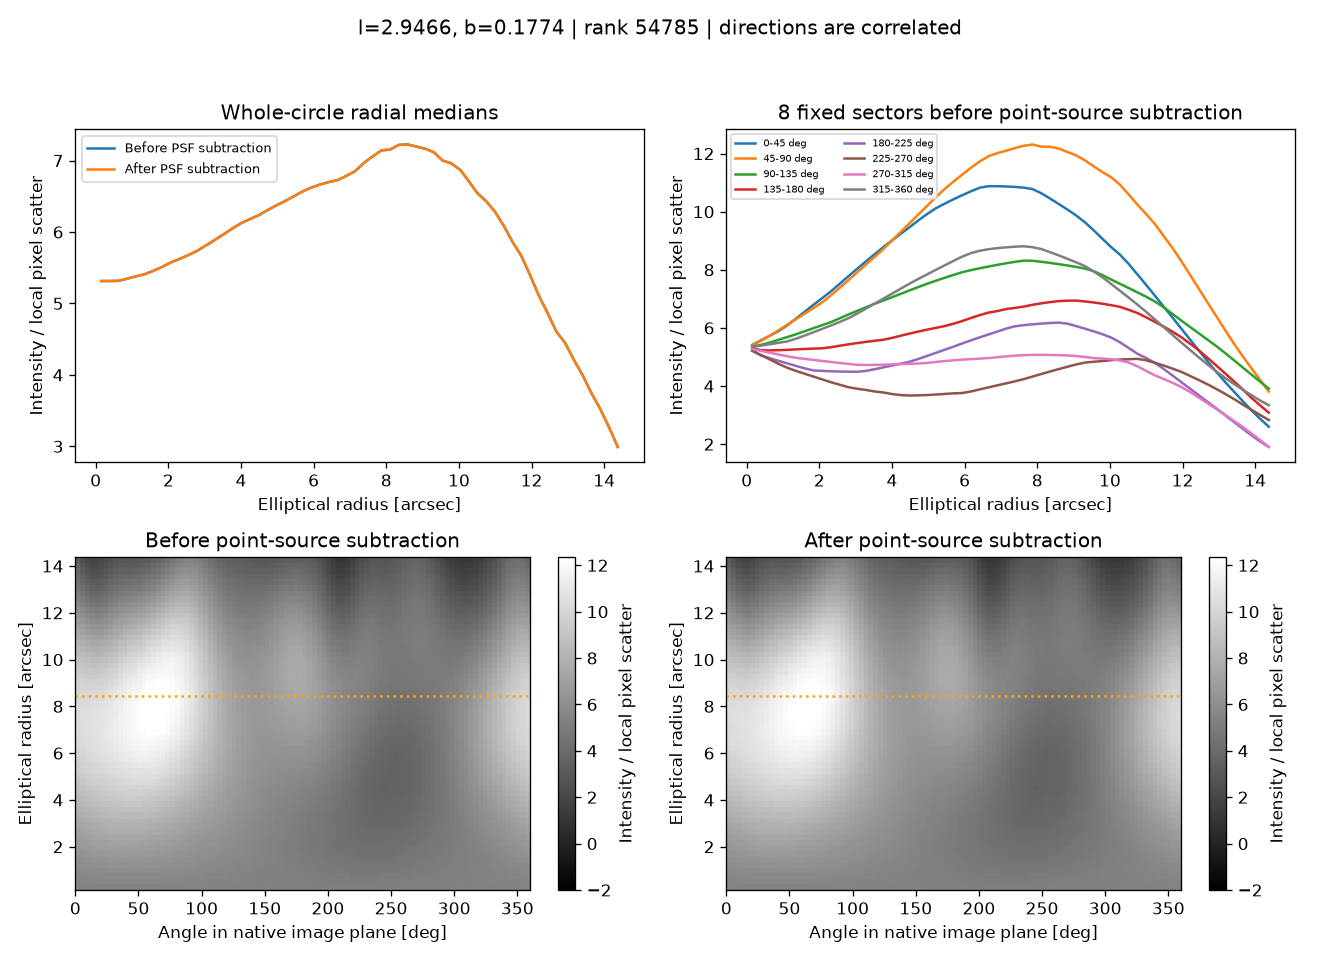 l=2.9466, b=0.1774 | rank 54785 | directions are correlated
Whole-circle radial medians
Before PSF subtraction
After PSF subtraction
Intensity / local pixel scatter
7
6
5
4
3
0 2 4 6 8 10 12 14
Elliptical radius [arcsec]
8 fixed sectors before point-source subtraction
0-45 deg
45-90 deg
90-135 deg
135-180 deg
180-225 deg
225-270 deg
270-315 deg
315-360 deg
Intensity / local pixel scatter
12
10
8
6
4
2
0 2 4 6 8 10 12 14
Elliptical radius [arcsec]
Before point-source subtraction
Elliptical radius [arcsec]
14
12
10
8
6
4
2
0 50 100 150 200 250 300 350
Angle in native image plane [deg]
12
10
8
6
4
2
0
−2
Intensity / local pixel scatter
After point-source subtraction
Elliptical radius [arcsec]
14
12
10
8
6
4
2
0 50 100 150 200 250 300 350
Angle in native image plane [deg]
12
10
8
6
4
2
0
−2
Intensity / local pixel scatter